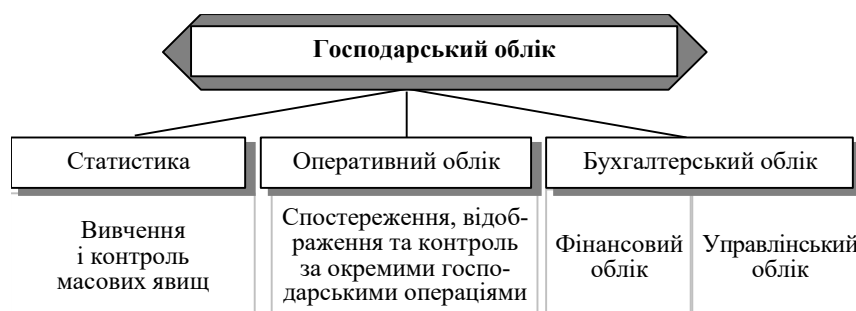 Господарський облік
Статистика
Оперативний облік
Бухгалтерський облік
Вивчення
і контроль
масових явищ
Спостереження, відоб-
раження та контроль
за окремими госпо-
дарськими операціями
Фінансовий
облік
Управлінський
облік